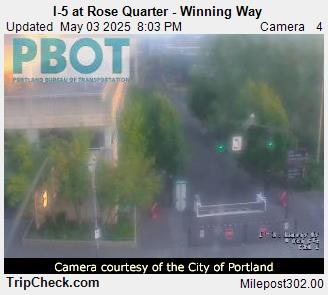 I-5 at Rose Quarter - Winning Way
Updated May 03 2025 8:03 PM Camera 4
PBOT
PORTLAND BUREAU OF TRANSPORTATION
Camera courtesy of the City of Portland
TripCheck.com Milepost302.00